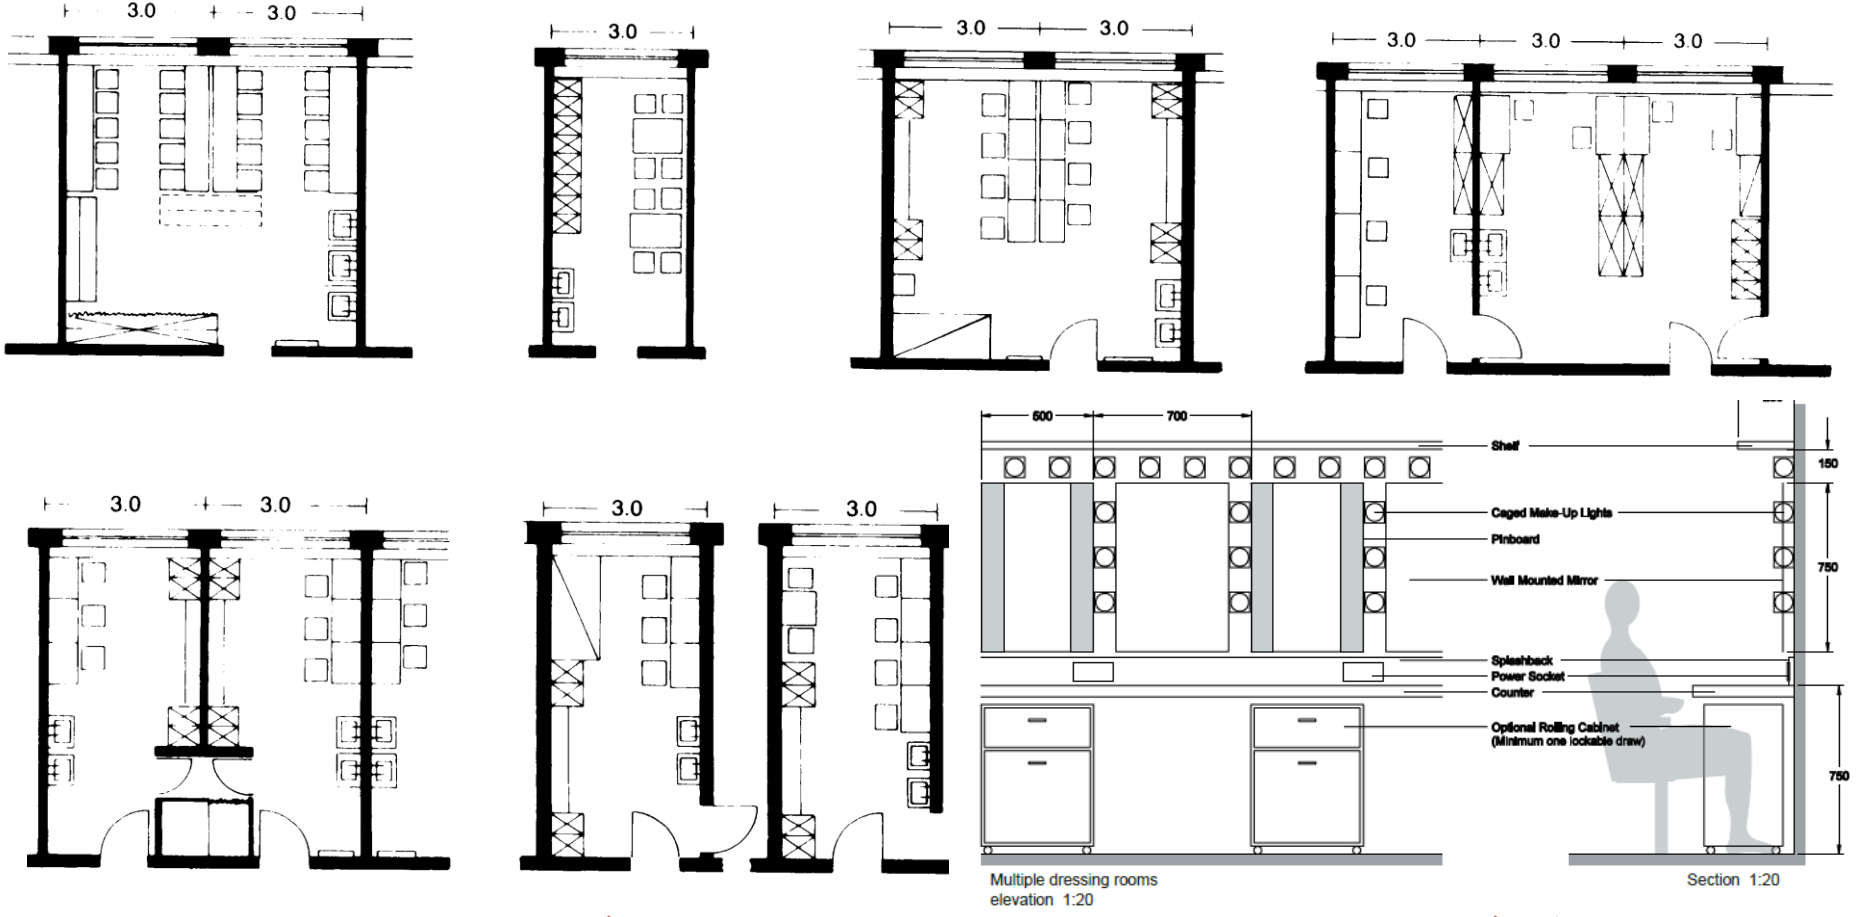 3.0 3.0
3.0
3.0 3.0
3.0 3.0 3.0
3.0 3.0
3.0
3.0
500 700
Shelf
150
Caged Make-Up Lights
Pinboard
Wall Mounted Mirror
750
Splashback
Power Socket
Counter
Optional Rolling Cabinet
(Minimum one lockable draw)
750
Multiple dressing rooms
elevation 1:20
Section 1:20